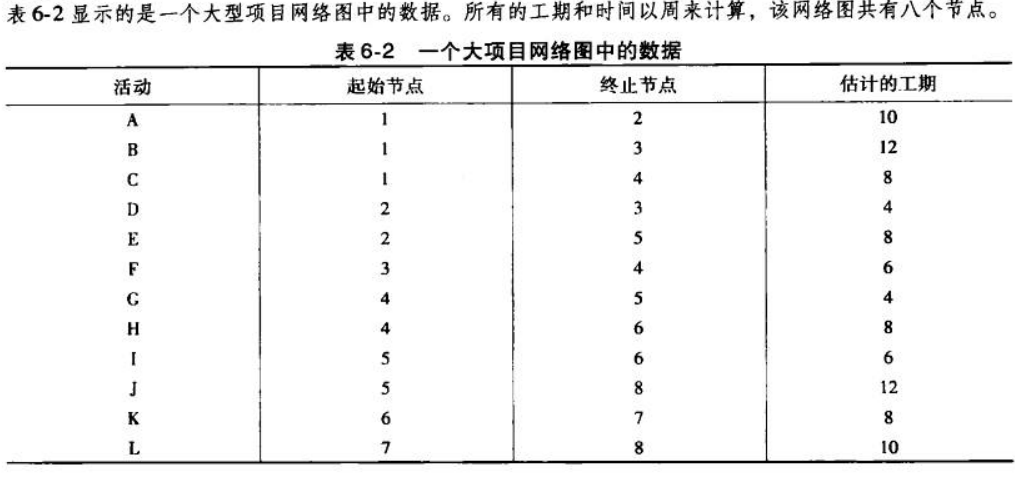 表 6-2 显示的是一个大型项目网络图中的数据。所有的工期和时间以周来计算，该网络图共有八个节点。
表 6-2 一个大项目网络图中的数据
活动 起始节点 终止节点 估计的工期
A 1 2 10
B 1 3 12
C 1 4 8
D 2 3 4
E 2 5 8
F 3 4 6
G 4 5 4
H 4 6 8
I 5 6 6
J 5 8 12
K 6 7 8
L 7 8 10